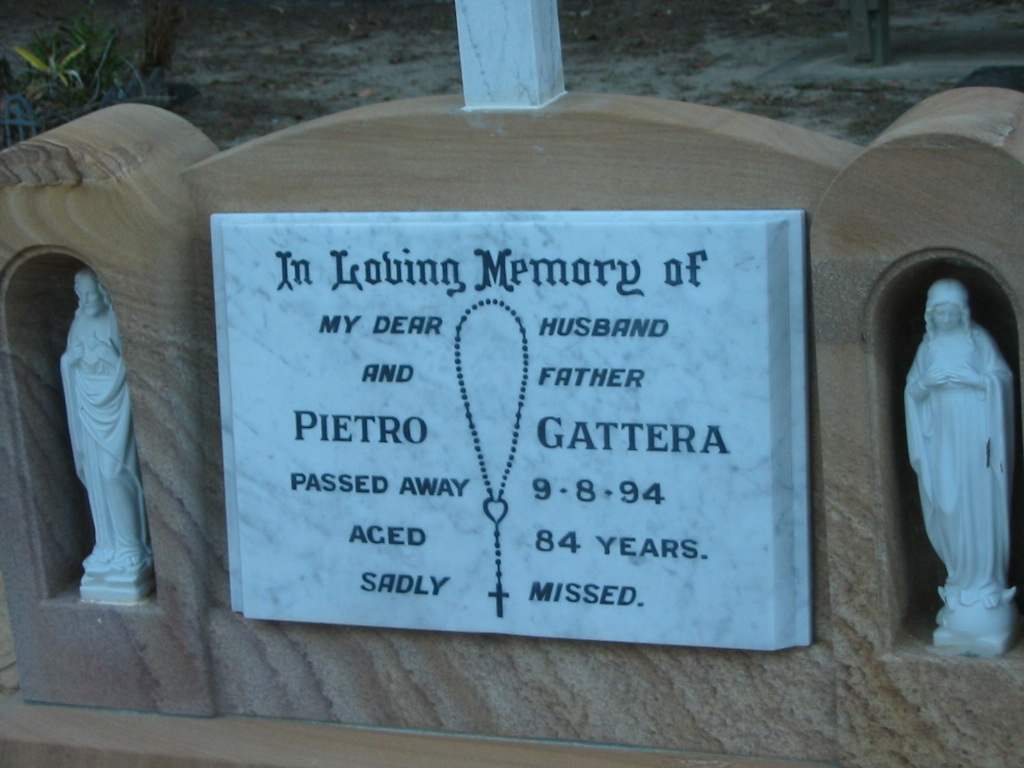 In Loving Memory of
MY DEAR HUSBAND
AND FATHER
PIETRO GATTERA
PASSED AWAY 9-8-94
AGED 84 YEARS.
SADLY MISSED.